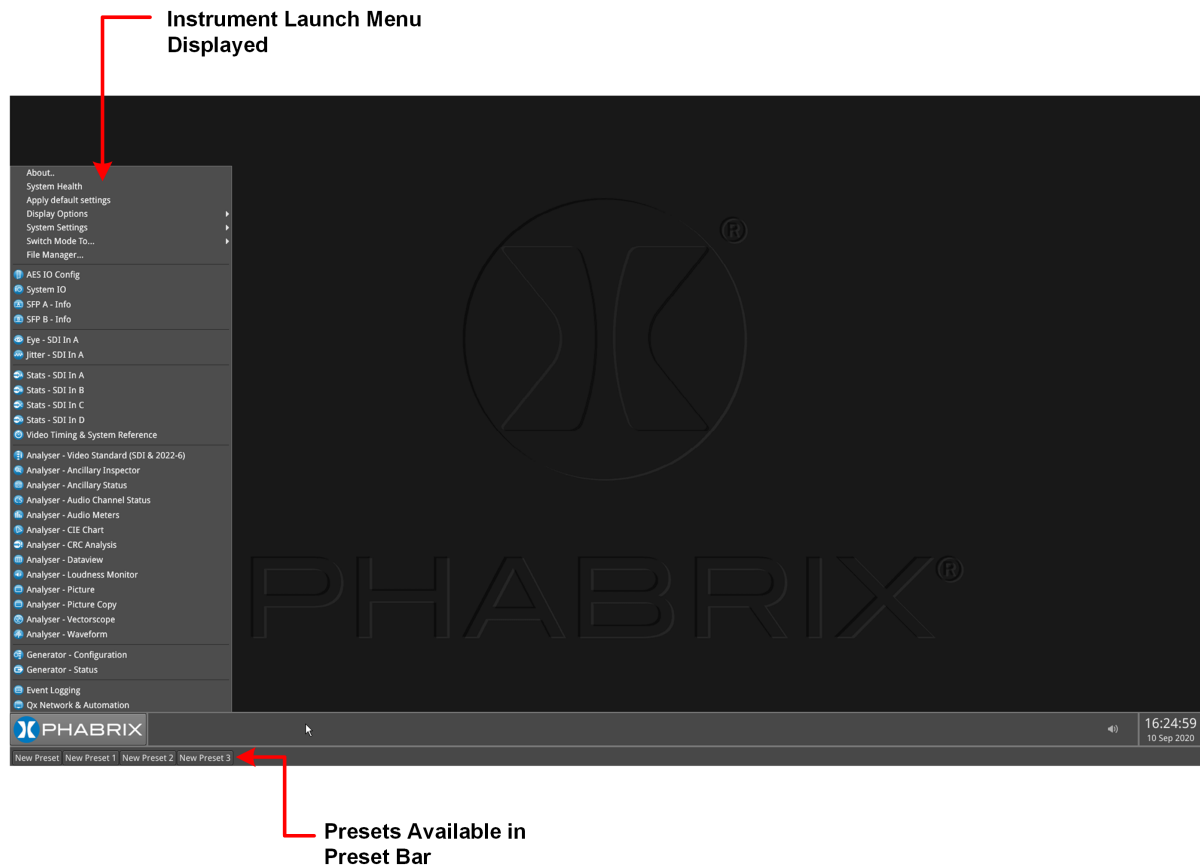 Instrument Launch Menu
Displayed
About..
System Health
Apply default settings
Display Options
System Settings
Switch Mode To...
File Manager...
AES IO Config
System IO
SFP A - Info
SFP B - Info
Eye - SDI In A
Jitter - SDI In A
Stats - SDI In A
Stats - SDI In B
Stats - SDI In C
Stats - SDI In D
Video Timing & System Reference
Analyser - Video Standard (SDI & 2022-6)
Analyser - Ancillary Inspector
Analyser - Ancillary Status
Analyser - Audio Channel Status
Analyser - Audio Meters
Analyser - CIE Chart
Analyser - CRC Analysis
Analyser - Dataview
Analyser - Loudness Monitor
Analyser - Picture
Analyser - Picture Copy
Analyser - Vectorscope
Analyser - Waveform
Generator - Configuration
Generator - Status
Event Logging
Qx Network & Automation
®
PHABRIX®
PHABRIX
16:24:59
10 Sep 2020
New Preset New Preset 1 New Preset 2 New Preset 3
Presets Available in
Preset Bar